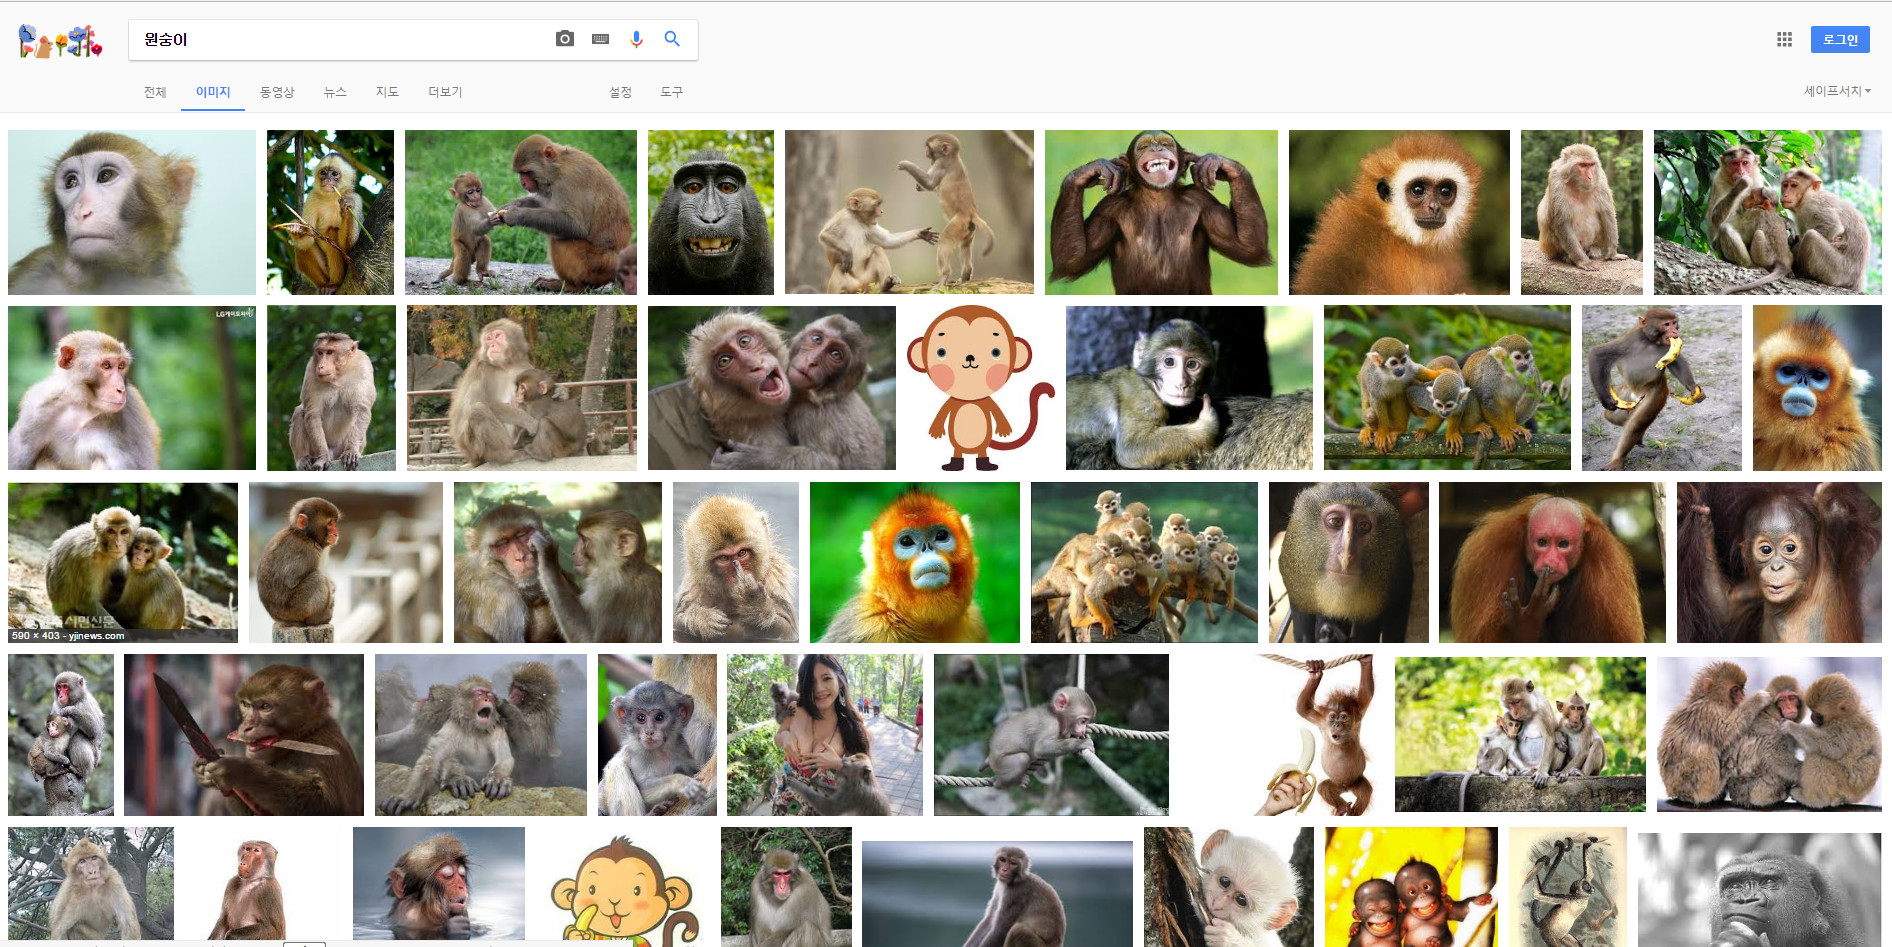 원숭이
로그인
전체 이미지 동영상 뉴스 지도 더보기 설정 도구
세이프서치
590 × 403 - yjinews.com